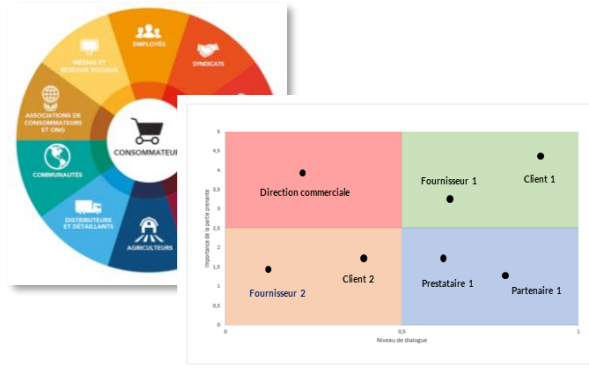 EMPLOYÉS
SYNDICATS
MÉDIAS ET
RÉSEAUX SOCIAUX
ASSOCIATIONS DE
CONSOMMATEURS
ET ONG
COMMUNAUTÉS
DISTRIBUTEURS
ET DÉTAILLANTS
AGRICULTEURS
CONSOMMATEUR
Importance de la partie prenante
5
4,5
4
3,5
3
2,5
2
1,5
1
0,5
0
Direction commerciale
Fournisseur 1
Client 1
Fournisseur 2
Client 2
Prestataire 1
Partenaire 1
0
0,5
1
Niveau de dialogue